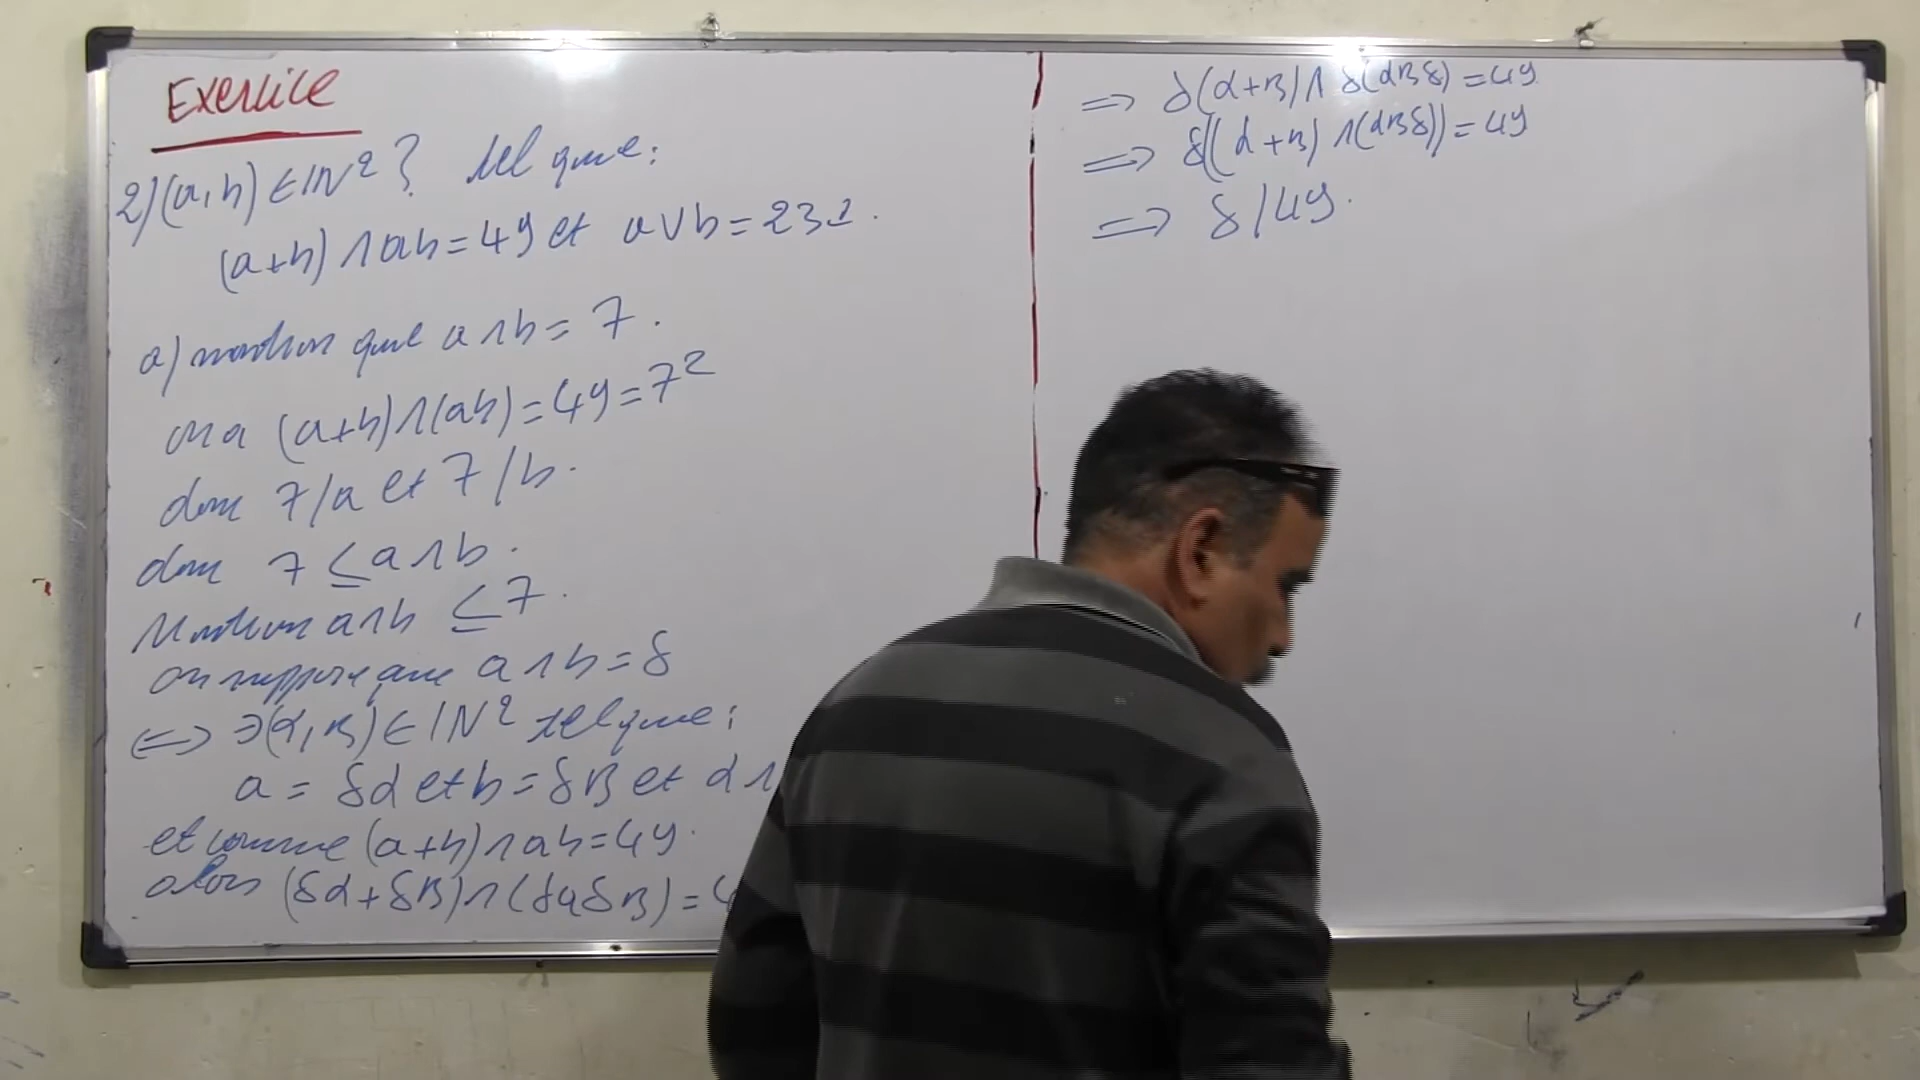 Exercice
2) (a,b) ∈ IN² ? tel que :
(a+b) ∧ ab = 49 et a ∨ b = 231.
a) montrons que a ∧ b = 7.
on a (a+b) ∧ (ab) = 49 = 7²
donc 7/a et 7/b.
donc 7 ≤ a ∧ b.
Montrons a ∧ b ≤ 7.
on suppose que a ∧ b = δ
⟺ ∃(α,β) ∈ IN² tel que :
a = δα et b = δβ et α ∧
et comme (a+b) ∧ ab = 49.
alors (δα + δβ) ∧ (δαδβ) = 4
⟹ δ(α+β) ∧ δ(αβδ) = 49
⟹ δ((α+β) ∧ (αβδ)) = 49
⟹ δ/49.